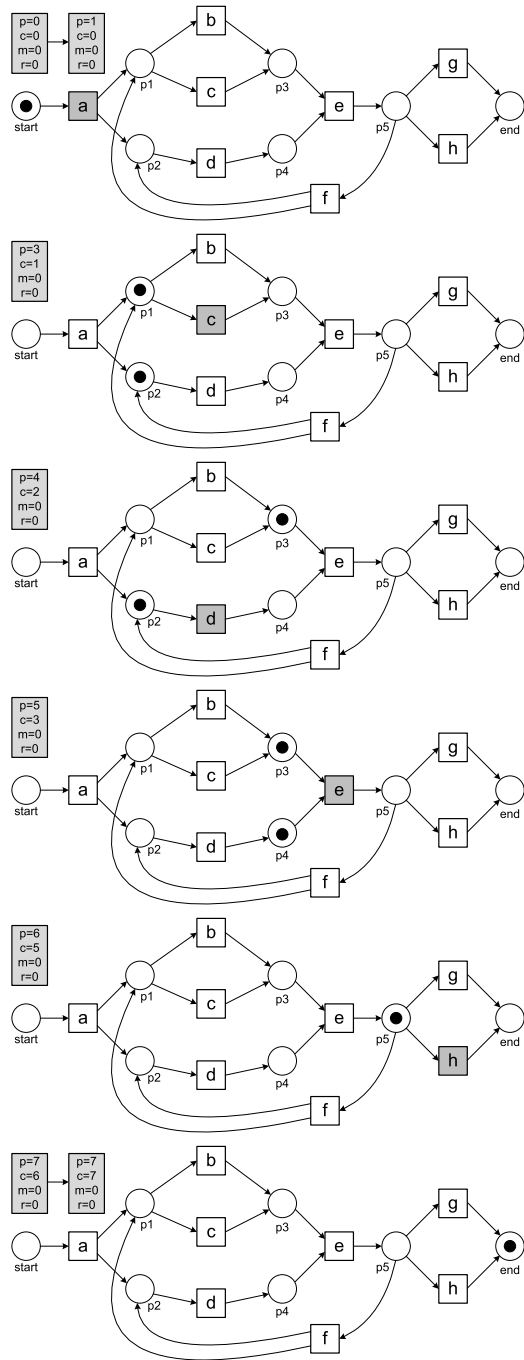 p=0 p=1
c=0 c=0
m=0 m=0
r=0 r=0
b
g
p1 c p3
start a e p5 end
d h
p2 p4
f
p=3
c=1
m=0
r=0
b
g
p1 c p3
start a e p5 end
d h
p2 p4
f
p=4
c=2
m=0
r=0
b
g
p1 c p3
start a e p5 end
d h
p2 p4
f
p=5
c=3
m=0
r=0
b
g
p1 c p3
start a e p5 end
d h
p2 p4
f
p=6
c=5
m=0
r=0
b
g
p1 c p3
start a e p5 end
d h
p2 p4
f
p=7 p=7
c=6 c=7
m=0 m=0
r=0 r=0
b
g
p1 c p3
start a e p5 end
d h
p2 p4
f